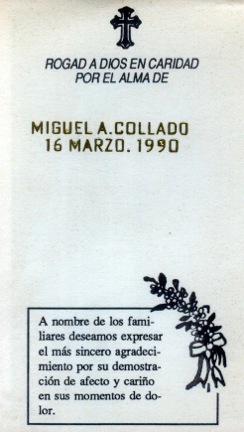 ROGAD A DIOS EN CARIDAD
POR EL ALMA DE
MIGUEL A. COLLADO
16 MARZO. 1990
A nombre de los fami-
liares deseamos expresar
el más sincero agradeci-
miento por su demostra-
ción de afecto y cariño
en sus momentos de do-
lor.